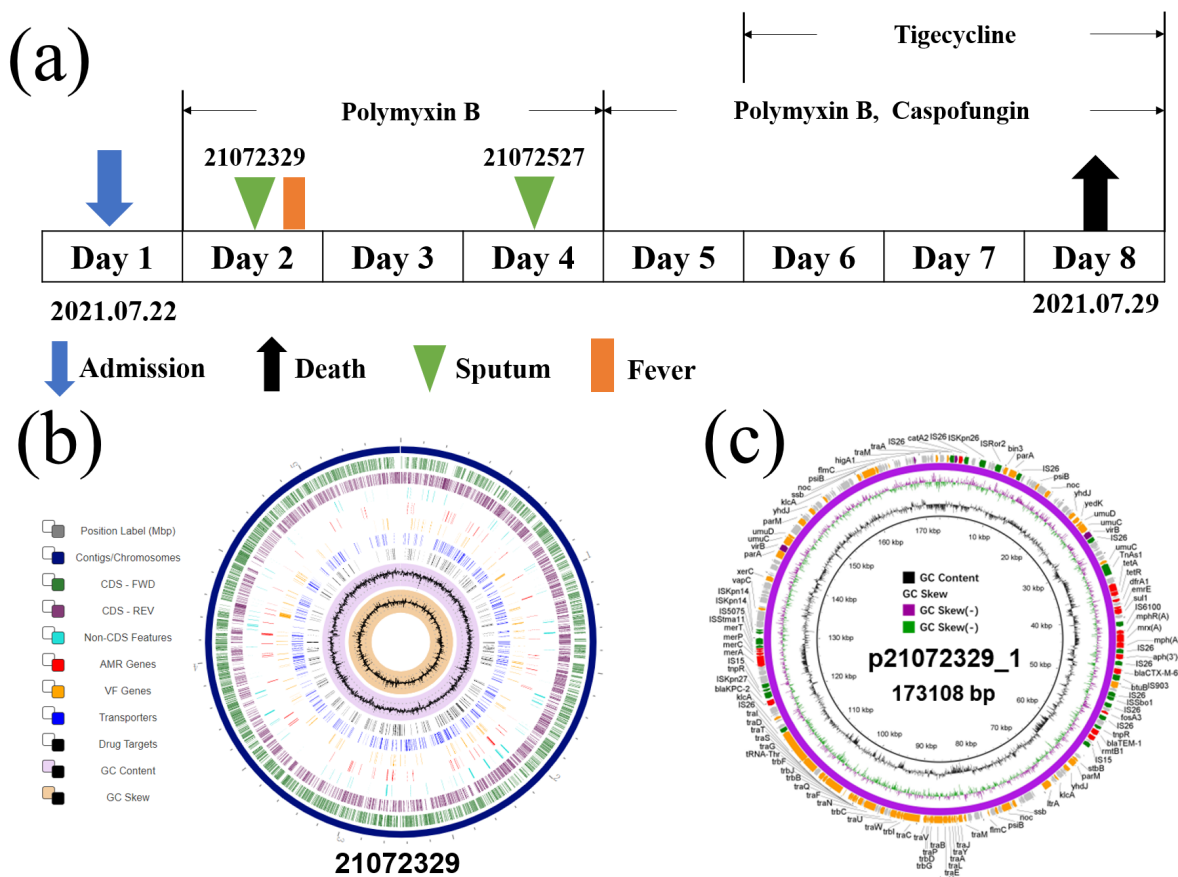 (a)
Tigecycline
Polymyxin B
Polymyxin B, Caspofungin
21072329
21072527
Day 1
Day 2
Day 3
Day 4
Day 5
Day 6
Day 7
Day 8
2021.07.22
2021.07.29
Admission
Death
Sputum
Fever
(b)
Position Label (Mbp)
Contigs/Chromosomes
CDS - FWD
CDS - REV
Non-CDS Features
AMR Genes
VF Genes
Transporters
Drug Targets
GC Content
GC Skew
21072329
(c)
GC Content
GC Skew
GC Skew(-)
GC Skew(-)
p21072329_1
173108 bp
10 kbp
20 kbp
30 kbp
40 kbp
50 kbp
60 kbp
70 kbp
80 kbp
90 kbp
100 kbp
110 kbp
120 kbp
130 kbp
140 kbp
150 kbp
160 kbp
170 kbp
IS26
ISKpn26
ISRor2
bin3
parA
IS26
psiB
noc
yhdJ
yedK
umuD
umuC
virB
IS26
umuC
TnAs1
tetA
tetR
dfrA1
emrE
sul1
IS6100
mphR(A)
mrx(A)
mph(A
IS26
aph(3')
IS26
blaCTX-M-6
IS903
btuB
IS26
ISSbo1
IS26
fosA3
IS26
tnpR
blaTEM-1
rmtB1
IS15
stbB
parM
yhdJ
klcA
ltrA
ssb
noc
psiB
flmC
traM
traJ
traY
traA
traL
traE
traB
traP
trbD
trbG
traV
traC
trbI
traW
traU
trbC
traN
traF
traQ
trbB
trbJ
trbF
tRNA-Thr
traG
traS
traT
traD
traI
IS26
klcA
blaKPC-2
ISKpn27
tnpR
IS15
merA
merC
merP
merT
ISStma11
IS5075
ISKpn14
ISKpn14
vapC
xerC
parA
virB
umuC
umuD
parM
yhdJ
klcA
ssb
noc
psiB
flmC
higA1
traM
traA
IS26
catA2